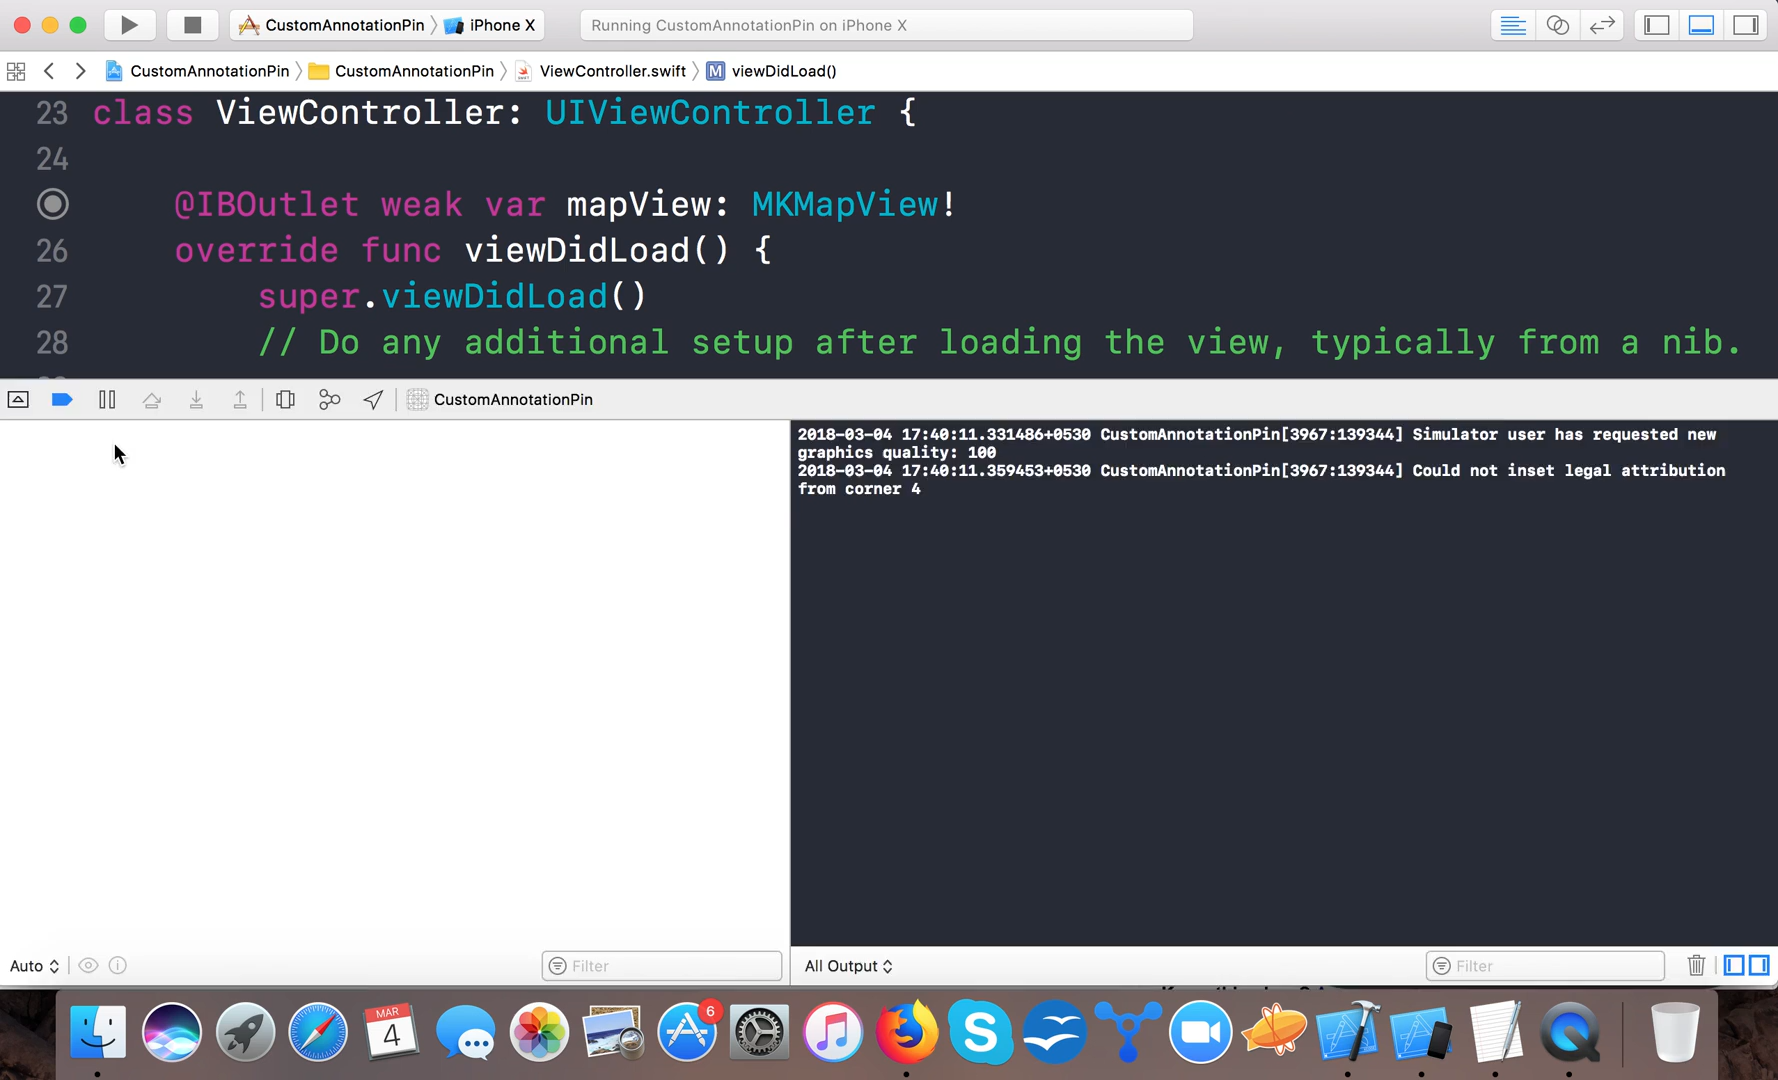 CustomAnnotationPin iPhone X
Running CustomAnnotationPin on iPhone X
CustomAnnotationPin CustomAnnotationPin ViewController.swift M viewDidLoad()
23 class ViewController: UIViewController {
24
@IBOutlet weak var mapView: MKMapView!
26 override func viewDidLoad() {
27 super.viewDidLoad()
28 // Do any additional setup after loading the view, typically from a nib.
CustomAnnotationPin
2018-03-04 17:40:11.331486+0530 CustomAnnotationPin[3967:139344] Simulator user has requested new
graphics quality: 100
2018-03-04 17:40:11.359453+0530 CustomAnnotationPin[3967:139344] Could not inset legal attribution
from corner 4
Auto
Filter
All Output
Filter
MAR
4
6
S